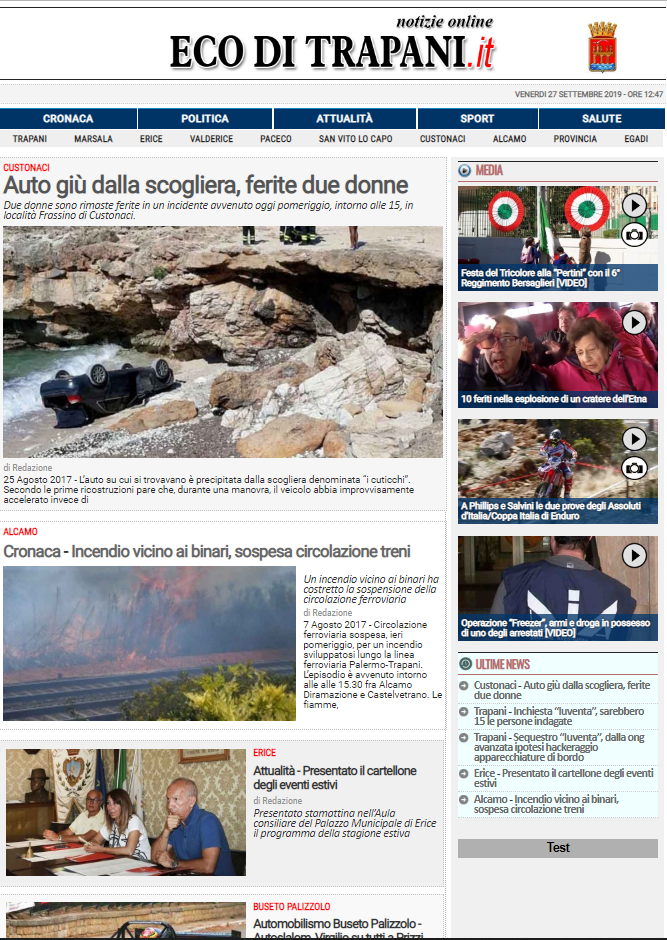 notizie online
ECO DI TRAPANI.it
VENERDI 27 SETTEMBRE 2019 - ORE 12:47
CRONACA POLITICA ATTUALITÀ SPORT SALUTE
TRAPANI MARSALA ERICE VALDERICE PACECO SAN VITO LO CAPO CUSTONACI ALCAMO PROVINCIA EGADI
CUSTONACI
Auto giù dalla scogliera, ferite due donne
Due donne sono rimaste ferite in un incidente avvenuto oggi pomeriggio, intorno alle 15, in
località Frassino di Custonaci.
di Redazione
25 Agosto 2017 - L'auto su cui si trovavano è precipitata dalla scogliera denominata "i cuticchi".
Secondo le prime ricostruzioni pare che, durante una manovra, il veicolo abbia improvvisamente
accelerato invece di
ALCAMO
Cronaca - Incendio vicino ai binari, sospesa circolazione treni
Un incendio vicino ai binari ha
costretto la sospensione della
circolazione ferroviaria
di Redazione
7 Agosto 2017 - Circolazione
ferroviaria sospesa, ieri
pomeriggio, per un incendio
sviluppatosi lungo la linea
ferroviaria Palermo-Trapani.
L'episodio è avvenuto intorno
alle alle 15.30 fra Alcamo
Diramazione e Castelvetrano. Le
fiamme,
ERICE
Attualità - Presentato il cartellone
degli eventi estivi
di Redazione
Presentato stamattina nell'Aula
consiliare del Palazzo Municipale di Erice
il programma della stagione estiva
BUSETO PALIZZOLO
Automobilismo Buseto Palizzolo -
Autoslalom, Virgilio su tutti a Prizzi
MEDIA
Festa del Tricolore alla "Pertini" con il 6°
Reggimento Bersaglieri [VIDEO]
10 feriti nella esplosione di un cratere dell'Etna
A Phillips e Salvini le due prove degli Assoluti
d'Italia/Coppa Italia di Enduro
Operazione "Freezer", armi e droga in possesso
di uno degli arrestati [VIDEO]
ULTIME NEWS
Custonaci - Auto giù dalla scogliera, ferite
due donne
Trapani - Inchiesta "Iuventa", sarebbero
15 le persone indagate
Trapani - Sequestro "Iuventa", dalla ong
avanzata ipotesi hackeraggio
apparecchiature di bordo
Erice - Presentato il cartellone degli eventi
estivi
Alcamo - Incendio vicino ai binari,
sospesa circolazione treni
Test